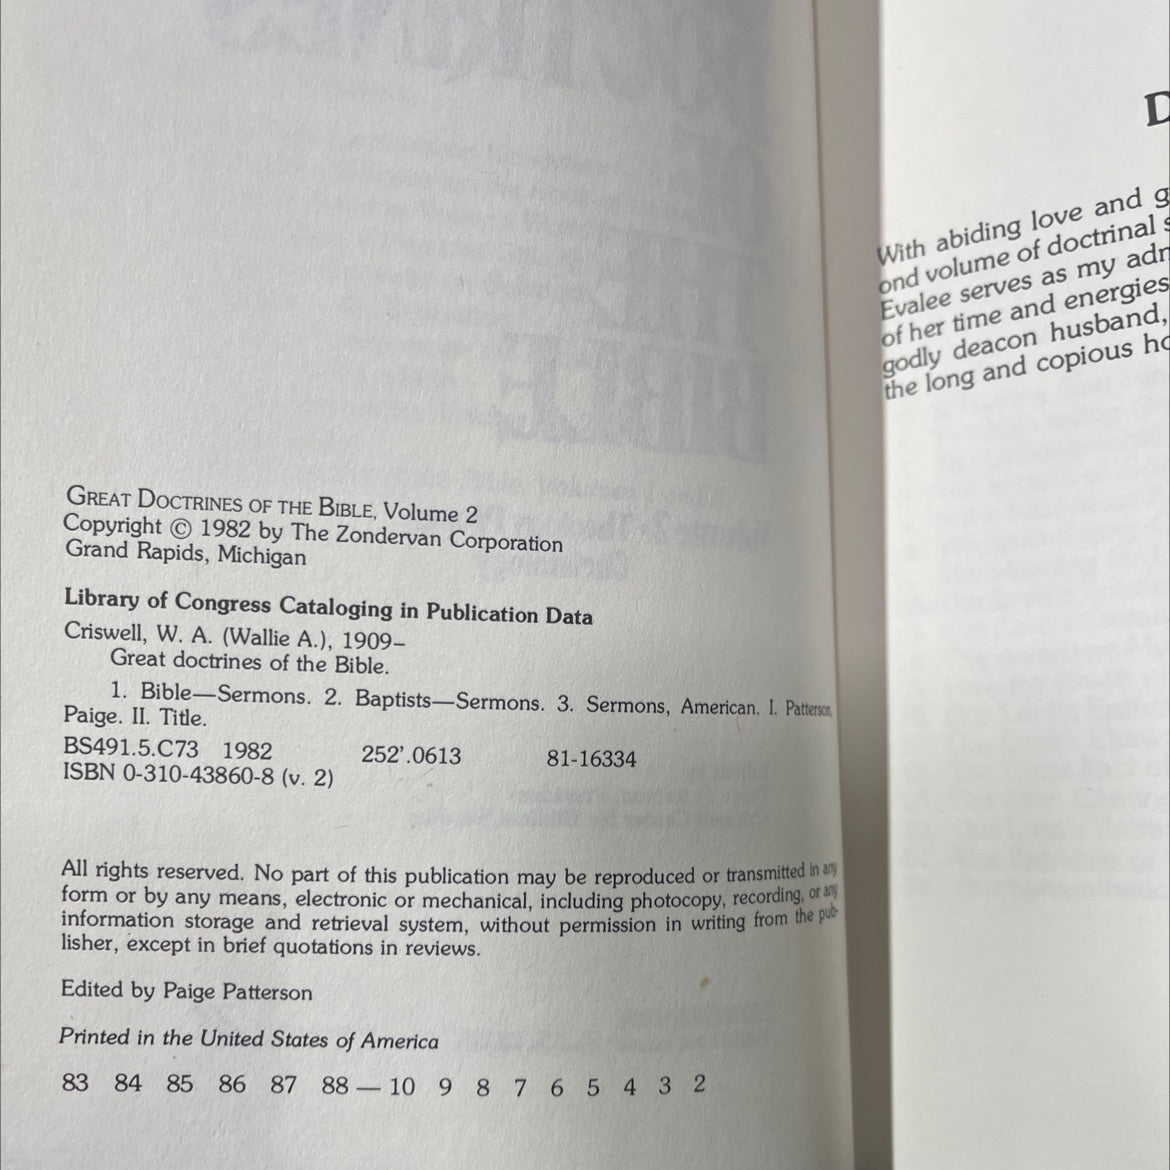 GREAT DOCTRINES OF THE BIBLE, Volume 2
Copyright © 1982 by The Zondervan Corporation
Grand Rapids, Michigan
Library of Congress Cataloging in Publication Data
Criswell, W. A. (Wallie A.), 1909–
Great doctrines of the Bible.
1. Bible—Sermons. 2. Baptists—Sermons. 3. Sermons, American. I. Patterson,
Paige. II. Title.
BS491.5.C73 1982 252'.0613 81-16334
ISBN 0-310-43860-8 (v. 2)
All rights reserved. No part of this publication may be reproduced or transmitted in any
form or by any means, electronic or mechanical, including photocopy, recording, or any
information storage and retrieval system, without permission in writing from the pub-
lisher, except in brief quotations in reviews.
Edited by Paige Patterson
Printed in the United States of America
83 84 85 86 87 88 — 10 9 8 7 6 5 4 3 2
D
With abiding love and g
ond volume of doctrinal s
Evalee serves as my adm
of her time and energies
godly deacon husband,
the long and copious ho